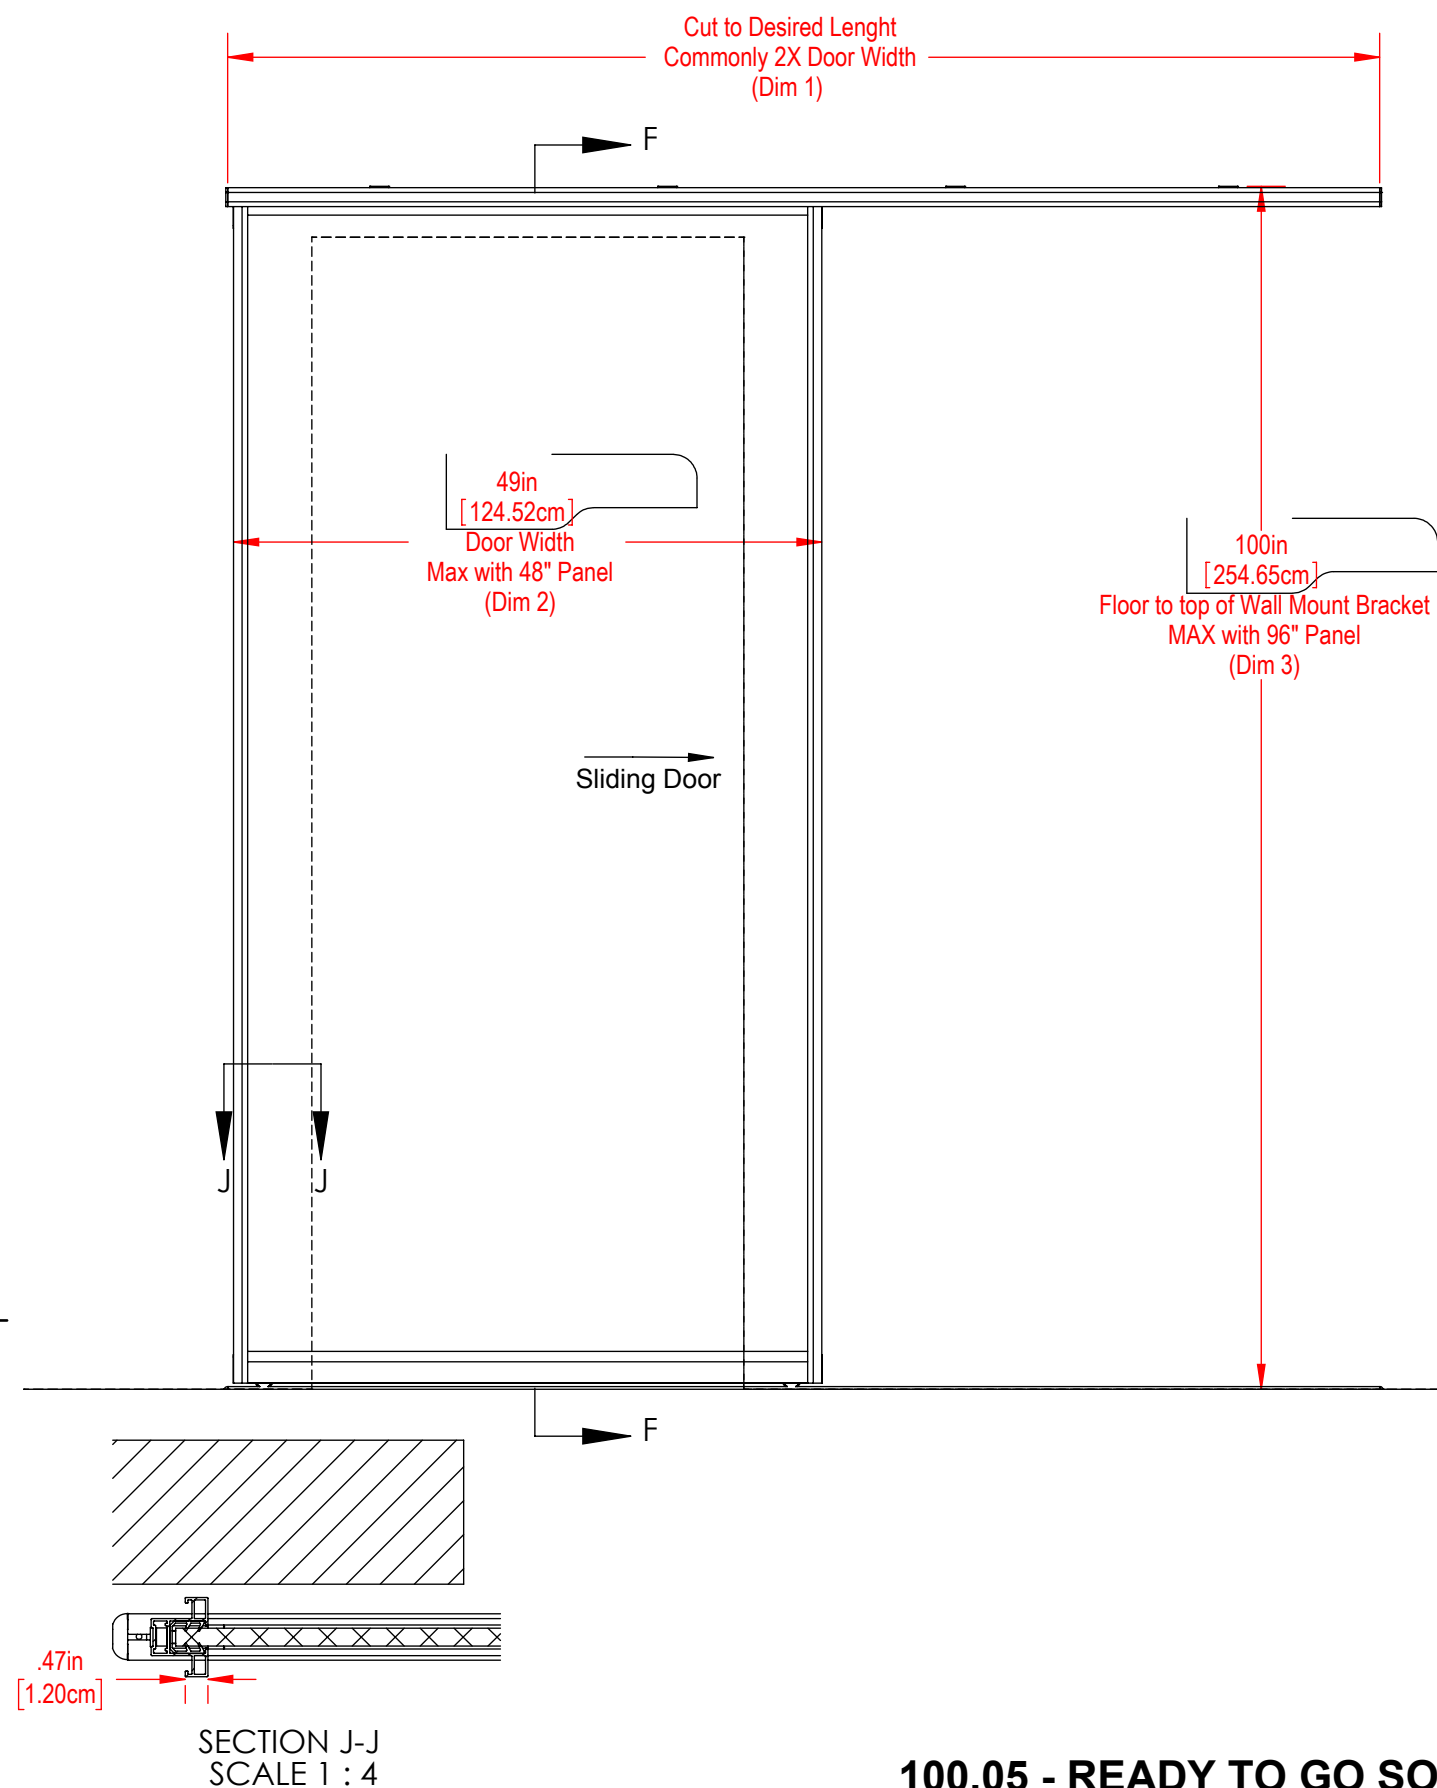 Cut to Desired Lenght
Commonly 2X Door Width
(Dim 1)
F
49in
[124.52cm]
Door Width
Max with 48" Panel
(Dim 2)
100in
[254.65cm]
Floor to top of Wall Mount Bracket
MAX with 96" Panel
(Dim 3)
Sliding Door
J J
F
.47in
[1.20cm]
SECTION J-J
SCALE 1 : 4
100.05 - READY TO GO SO